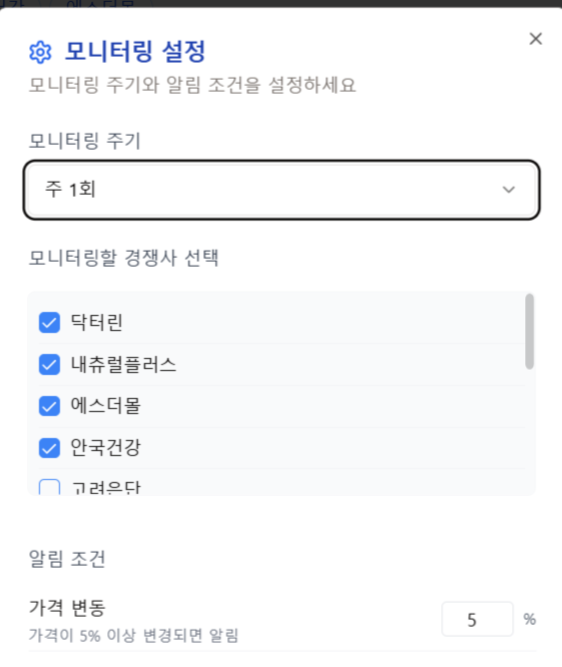 모니터링 설정
모니터링 주기와 알림 조건을 설정하세요
모니터링 주기
주 1회
모니터링할 경쟁사 선택
닥터린
내츄럴플러스
에스더몰
안국건강
고려은단
알림 조건
가격 변동
가격이 5% 이상 변경되면 알림
5 %